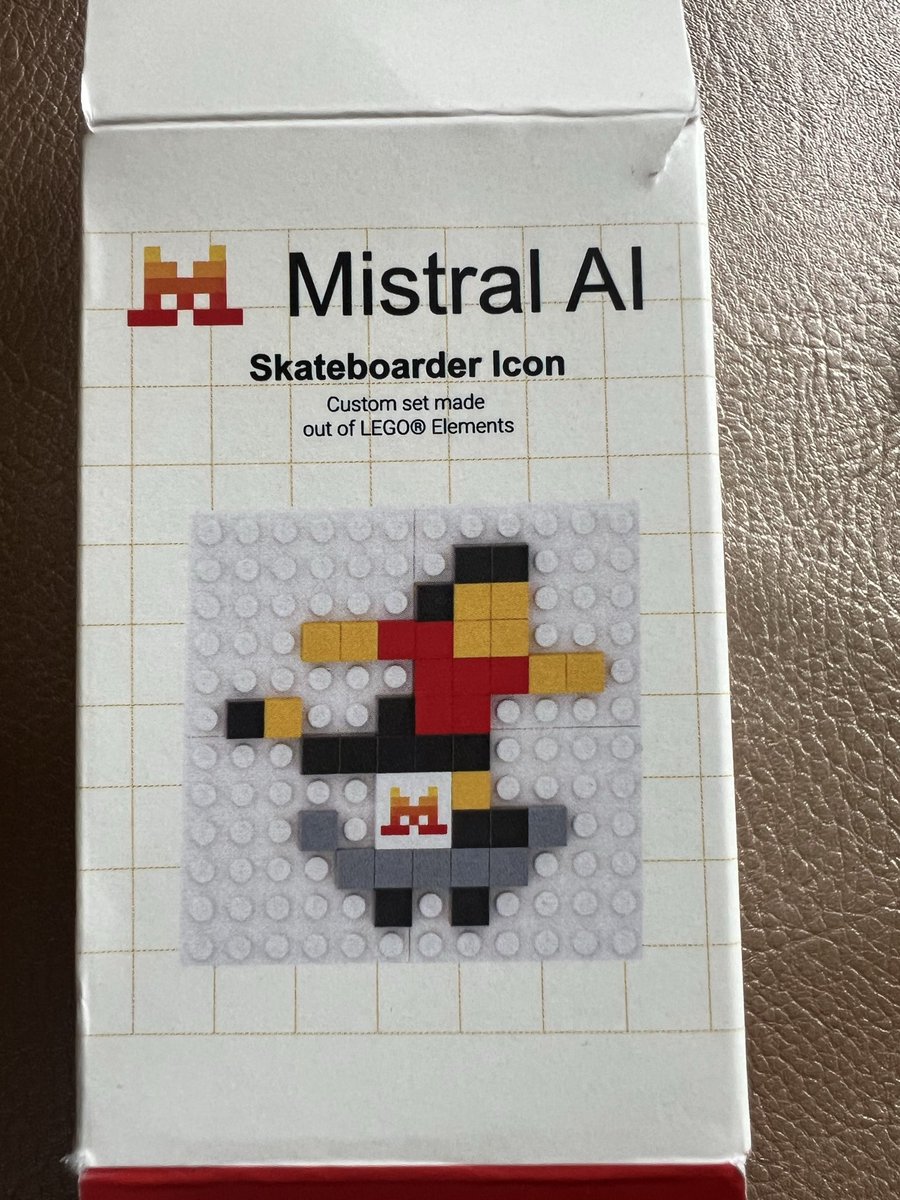 Mistral AI
Skateboarder Icon
Custom set made
out of LEGO® Elements